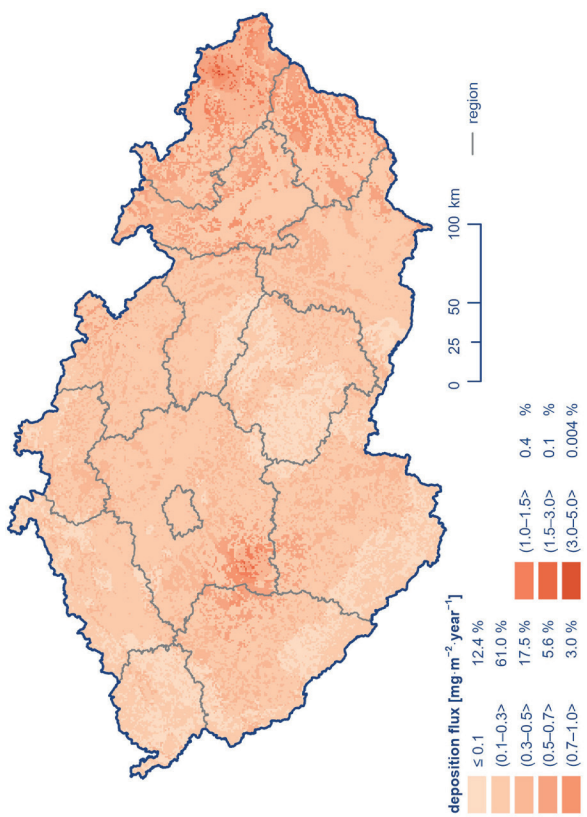 region
0 25 50 100 km
deposition flux [mg·m⁻²·year⁻¹]
≤ 0.1 12.4 %
(0.1–0.3> 61.0 %
(0.3–0.5> 17.5 %
(0.5–0.7> 5.6 %
(0.7–1.0> 3.0 %
(1.0–1.5> 0.4 %
(1.5–3.0> 0.1 %
(3.0–5.0> 0.004 %